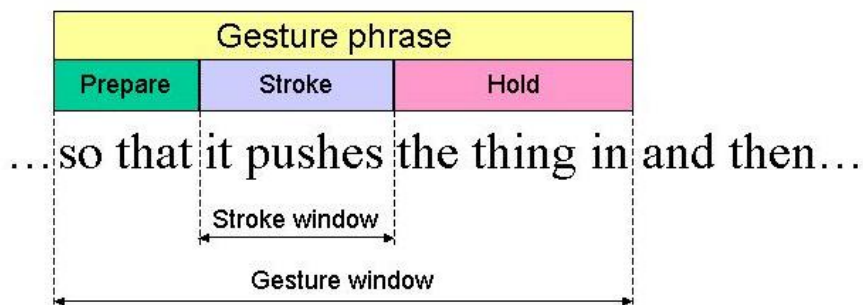 Gesture phrase
Prepare Stroke Hold
…so that it pushes the thing in and then…
Stroke window
Gesture window